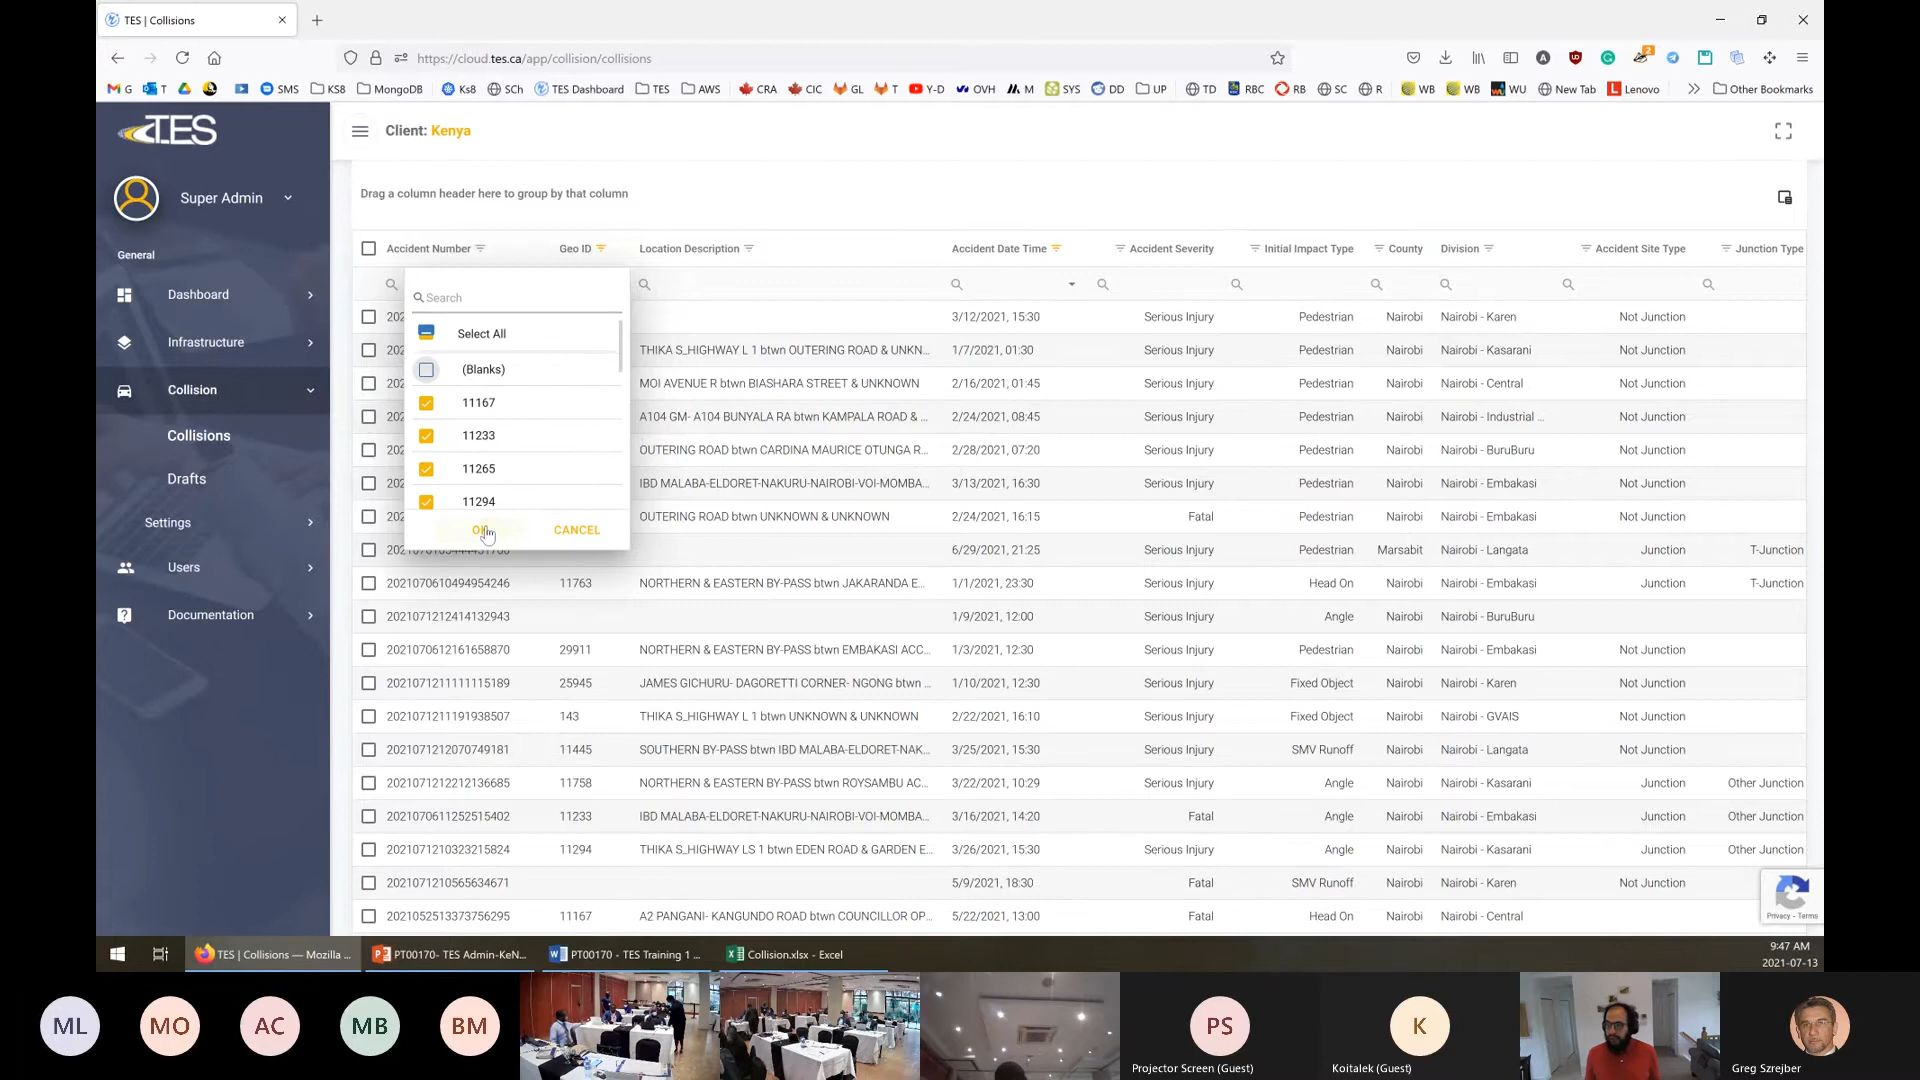 TES | Collisions
https://cloud.tes.ca/app/collision/collisions
2
G T SMS KS8 MongoDB Ks8 SCh TES Dashboard TES AWS CRA CIC GL T Y-D OVH M SYS DD UP TD RBC RB SC R WB WB WU New Tab Lenovo Other Bookmarks
TES
Client: Kenya
Super Admin
General
Dashboard
Infrastructure
Collision
Collisions
Drafts
Settings
Users
Documentation
Drag a column header here to group by that column
Accident Number Geo ID Location Description Accident Date Time Accident Severity Initial Impact Type County Division Accident Site Type Junction Type
Search
Select All
(Blanks)
11167
11233
11265
11294
CANCEL
202 3/12/2021, 15:30 Serious Injury Pedestrian Nairobi Nairobi - Karen Not Junction
202 THIKA S_HIGHWAY L 1 btwn OUTERING ROAD & UNKN... 1/7/2021, 01:30 Serious Injury Pedestrian Nairobi Nairobi - Kasarani Not Junction
202 MOI AVENUE R btwn BIASHARA STREET & UNKNOWN 2/16/2021, 01:45 Serious Injury Pedestrian Nairobi Nairobi - Central Not Junction
202 A104 GM- A104 BUNYALA RA btwn KAMPALA ROAD & ... 2/24/2021, 08:45 Serious Injury Pedestrian Nairobi Nairobi - Industrial ... Not Junction
202 OUTERING ROAD btwn CARDINA MAURICE OTUNGA R... 2/28/2021, 07:20 Serious Injury Pedestrian Nairobi Nairobi - BuruBuru Not Junction
202 IBD MALABA-ELDORET-NAKURU-NAIROBI-VOI-MOMBA... 3/13/2021, 16:30 Serious Injury Pedestrian Nairobi Nairobi - Embakasi Not Junction
202 OUTERING ROAD btwn UNKNOWN & UNKNOWN 2/24/2021, 16:15 Fatal Pedestrian Nairobi Nairobi - Embakasi Not Junction
6/29/2021, 21:25 Serious Injury Pedestrian Marsabit Nairobi - Langata Junction T-Junction
2021070610494954246 11763 NORTHERN & EASTERN BY-PASS btwn JAKARANDA E... 1/1/2021, 23:30 Serious Injury Head On Nairobi Nairobi - Embakasi Junction T-Junction
2021071212414132943 1/9/2021, 12:00 Serious Injury Angle Nairobi Nairobi - BuruBuru
2021070612161658870 29911 NORTHERN & EASTERN BY-PASS btwn EMBAKASI ACC... 1/3/2021, 12:30 Serious Injury Pedestrian Nairobi Nairobi - Embakasi Not Junction
2021071211111115189 25945 JAMES GICHURU- DAGORETTI CORNER- NGONG btwn ... 1/10/2021, 12:30 Serious Injury Fixed Object Nairobi Nairobi - Karen Not Junction
2021071211191938507 143 THIKA S_HIGHWAY L 1 btwn UNKNOWN & UNKNOWN 2/22/2021, 16:10 Serious Injury Fixed Object Nairobi Nairobi - GVAIS Not Junction
2021071212070749181 11445 SOUTHERN BY-PASS btwn IBD MALABA-ELDORET-NAK... 3/25/2021, 15:30 Serious Injury SMV Runoff Nairobi Nairobi - Langata Not Junction
2021071212212136685 11758 NORTHERN & EASTERN BY-PASS btwn ROYSAMBU AC... 3/22/2021, 10:29 Serious Injury Angle Nairobi Nairobi - Kasarani Junction Other Junction
2021070611252515402 11233 IBD MALABA-ELDORET-NAKURU-NAIROBI-VOI-MOMBA... 3/16/2021, 14:20 Fatal Angle Nairobi Nairobi - Embakasi Junction Other Junction
2021071210323215824 11294 THIKA S_HIGHWAY LS 1 btwn EDEN ROAD & GARDEN E... 3/26/2021, 15:30 Serious Injury Angle Nairobi Nairobi - Kasarani Junction Other Junction
2021071210565634671 5/9/2021, 18:30 Fatal SMV Runoff Nairobi Nairobi - Karen Not Junction
2021052513373756295 11167 A2 PANGANI- KANGUNDO ROAD btwn COUNCILLOR OP... 5/22/2021, 13:00 Fatal Head On Nairobi Nairobi - Central
Privacy - Terms
TES | Collisions — Mozilla ... PT00170- TES Admin-KeN... PT00170 - TES Training 1 ... Collision.xlsx - Excel
9:47 AM
2021-07-13
ML MO AC MB BM PS K
Projector Screen (Guest) Koitalek (Guest) Greg Szrejber